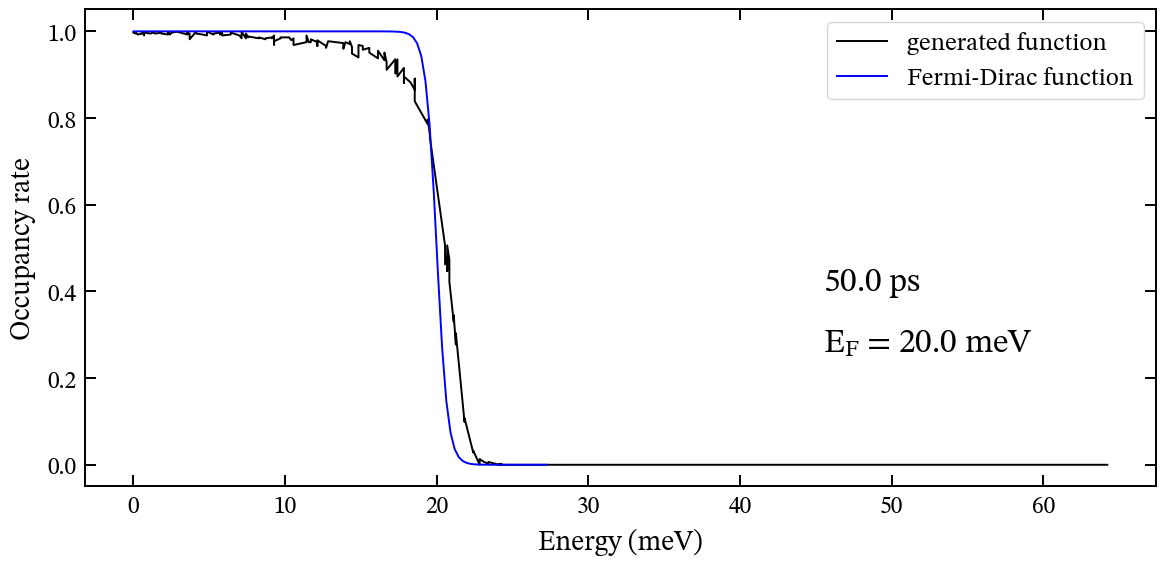 generated function
Fermi-Dirac function
1.0
0.8
0.6
0.4
0.2
0.0
Occupancy rate
50.0 ps
E_F = 20.0 meV
0 10 20 30 40 50 60
Energy (meV)